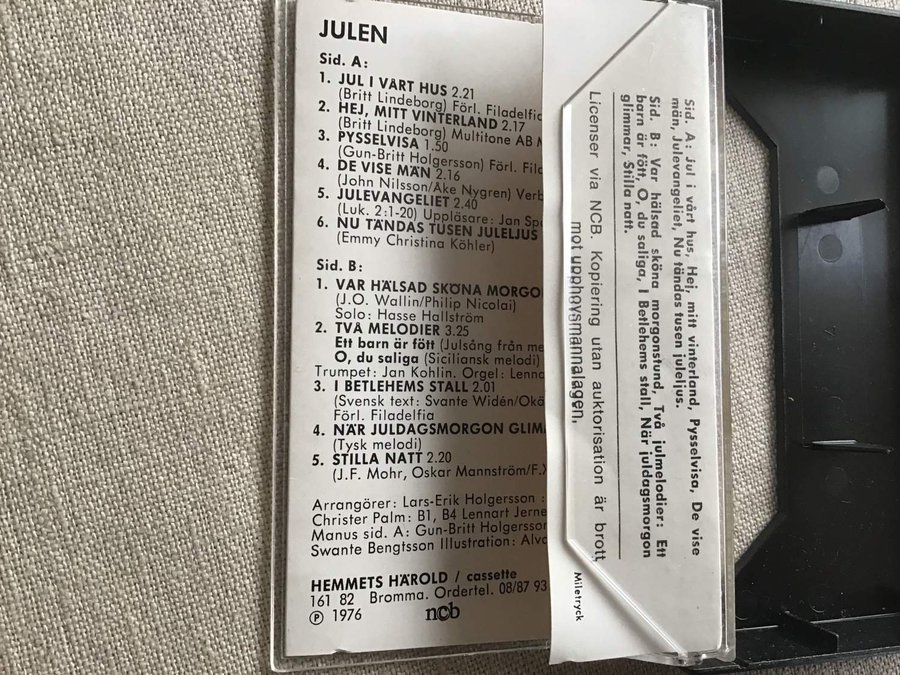 JULEN
Sid. A:
1. JUL I VÅRT HUS 2.21
(Britt Lindeborg) Förl. Filadelfia
2. HEJ, MITT VINTERLAND 2.17
(Britt Lindeborg) Multitone AB
3. PYSSELVISA 1.50
(Gun-Britt Holgersson) Förl.
4. DE VISE MÄN 2.16
(John Nilsson/Åke Nygren)
5. JULEVANGELIET 2.40
(Luk. 2:1-20) Uppläsare: Jan
6. NU TÄNDAS TUSEN JULELJUS
(Emmy Christina Köhler)
Sid. B:
1. VAR HÄLSAD SKÖNA
(J.O. Wallin/Philip Nicolai)
Solo: Hasse Hallström
2. TVÅ MELODIER 3.25
Ett barn är fött (Julsång från
O, du saliga (Siciliansk melodi)
Trumpet: Jan Kohlin. Orgel:
3. I BETLEHEMS STALL 2.01
(Svensk text: Svante Widén/
Förl. Filadelfia
4. NÄR JULDAGSMORGON
(Tysk melodi)
5. STILLA NATT 2.20
(J.F. Mohr, Oskar Mannström/
Arrangörer: Lars-Erik Holgersson:
Christer Palm: B1, B4 Lennart
Manus sid. A: Gun-Britt Holgersson
Swante Bengtsson Illustration:
HEMMETS HÄROLD / cassette
161 82 Bromma. Ordertel. 08/87 93
Ⓟ 1976 ncb
Sid. A: Jul i vårt hus, Hej, mitt vinterland, Pysselvisa, De vise
män, Julevangeliet, Nu tändas tusen juleljus.
Sid. B: Var hälsad sköna morgonstund, Två julmelodier: Ett
barn är fött, O, du saliga, I Betlehems stall, När juldagsmorgon
glimmar, Stilla natt.
Licenser via NCB. Kopiering utan auktorisation är brott
mot upphovsmannalagen.
Miletryck